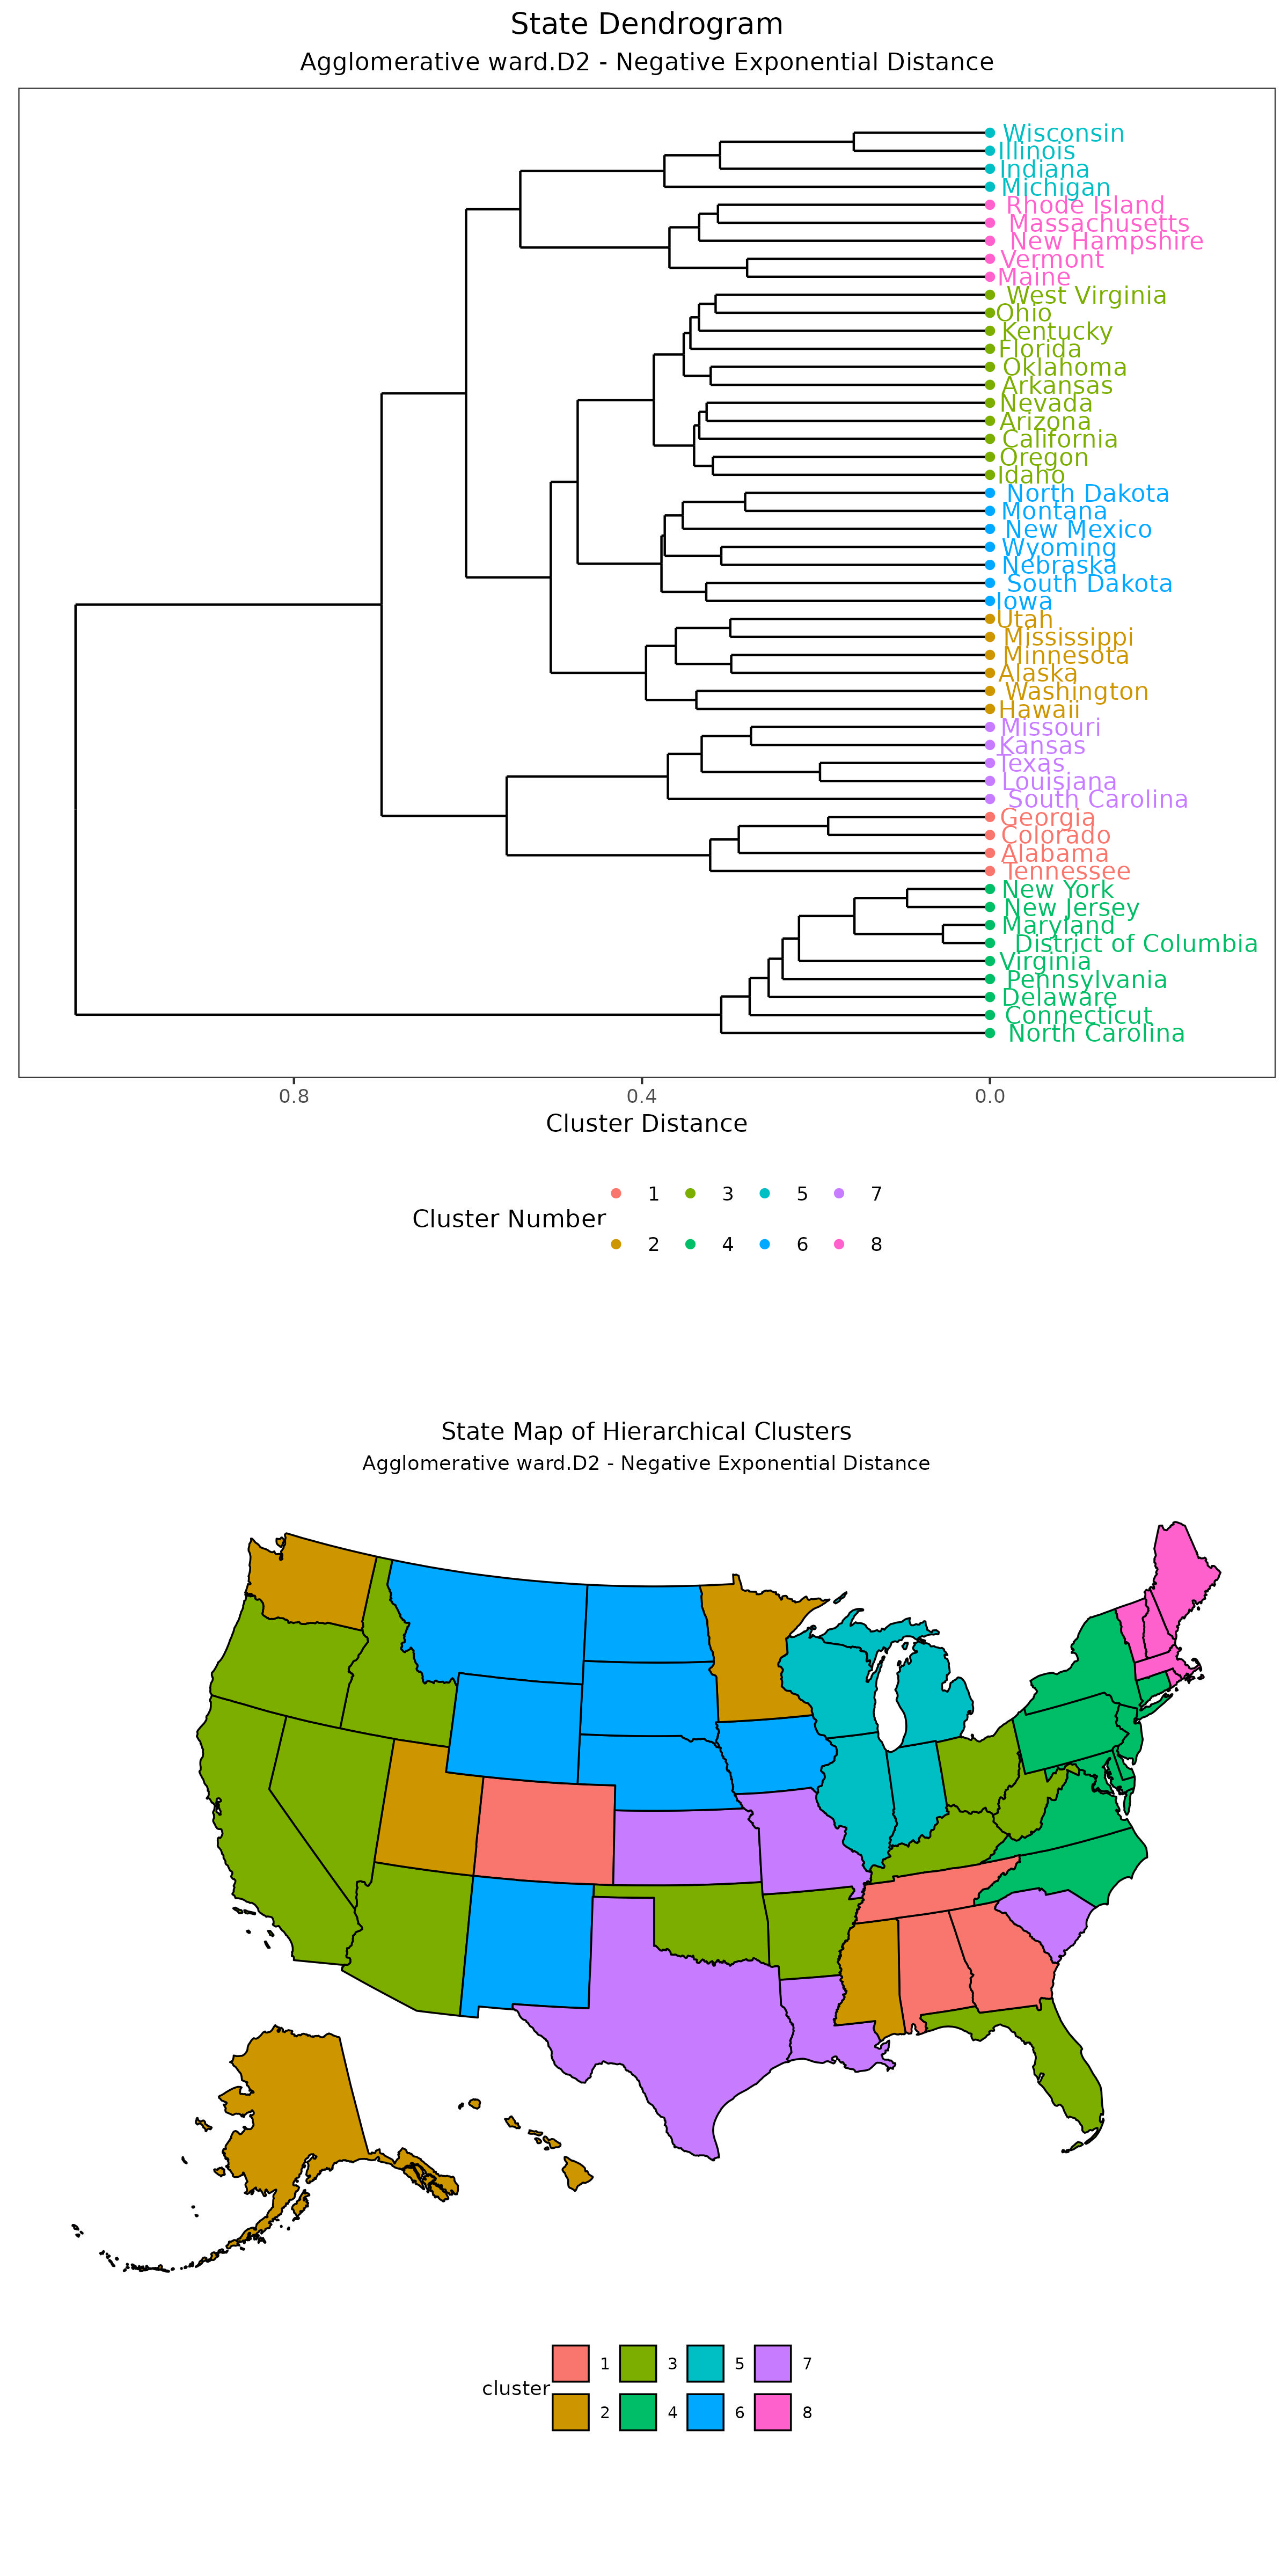 State Dendrogram
Agglomerative ward.D2 - Negative Exponential Distance
Wisconsin
Illinois
Indiana
Michigan
Rhode Island
Massachusetts
New Hampshire
Vermont
Maine
West Virginia
Ohio
Kentucky
Florida
Oklahoma
Arkansas
Nevada
Arizona
California
Oregon
Idaho
North Dakota
Montana
New Mexico
Wyoming
Nebraska
South Dakota
Iowa
Utah
Mississippi
Minnesota
Alaska
Washington
Hawaii
Missouri
Kansas
Texas
Louisiana
South Carolina
Georgia
Colorado
Alabama
Tennessee
New York
New Jersey
Maryland
District of Columbia
Virginia
Pennsylvania
Delaware
Connecticut
North Carolina
0.8 0.4 0.0
Cluster Distance
1 3 5 7
Cluster Number
2 4 6 8
State Map of Hierarchical Clusters
Agglomerative ward.D2 - Negative Exponential Distance
1 3 5 7
cluster
2 4 6 8